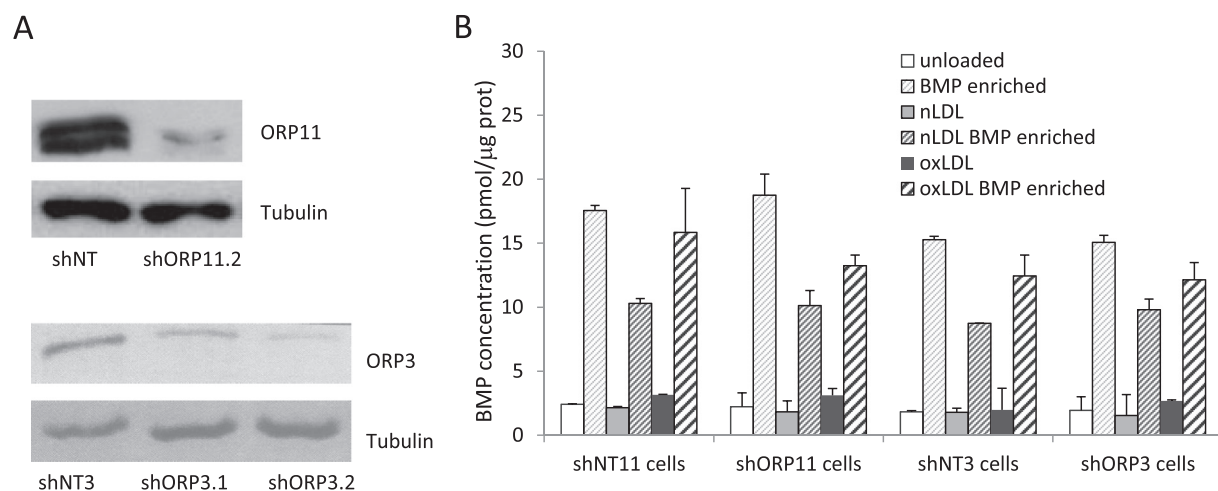 A
ORP11
Tubulin
shNT shORP11.2
ORP3
Tubulin
shNT3 shORP3.1 shORP3.2
B
BMP concentration (pmol/μg prot)
30
25
20
15
10
5
0
unloaded
BMP enriched
nLDL
nLDL BMP enriched
oxLDL
oxLDL BMP enriched
shNT11 cells shORP11 cells shNT3 cells shORP3 cells